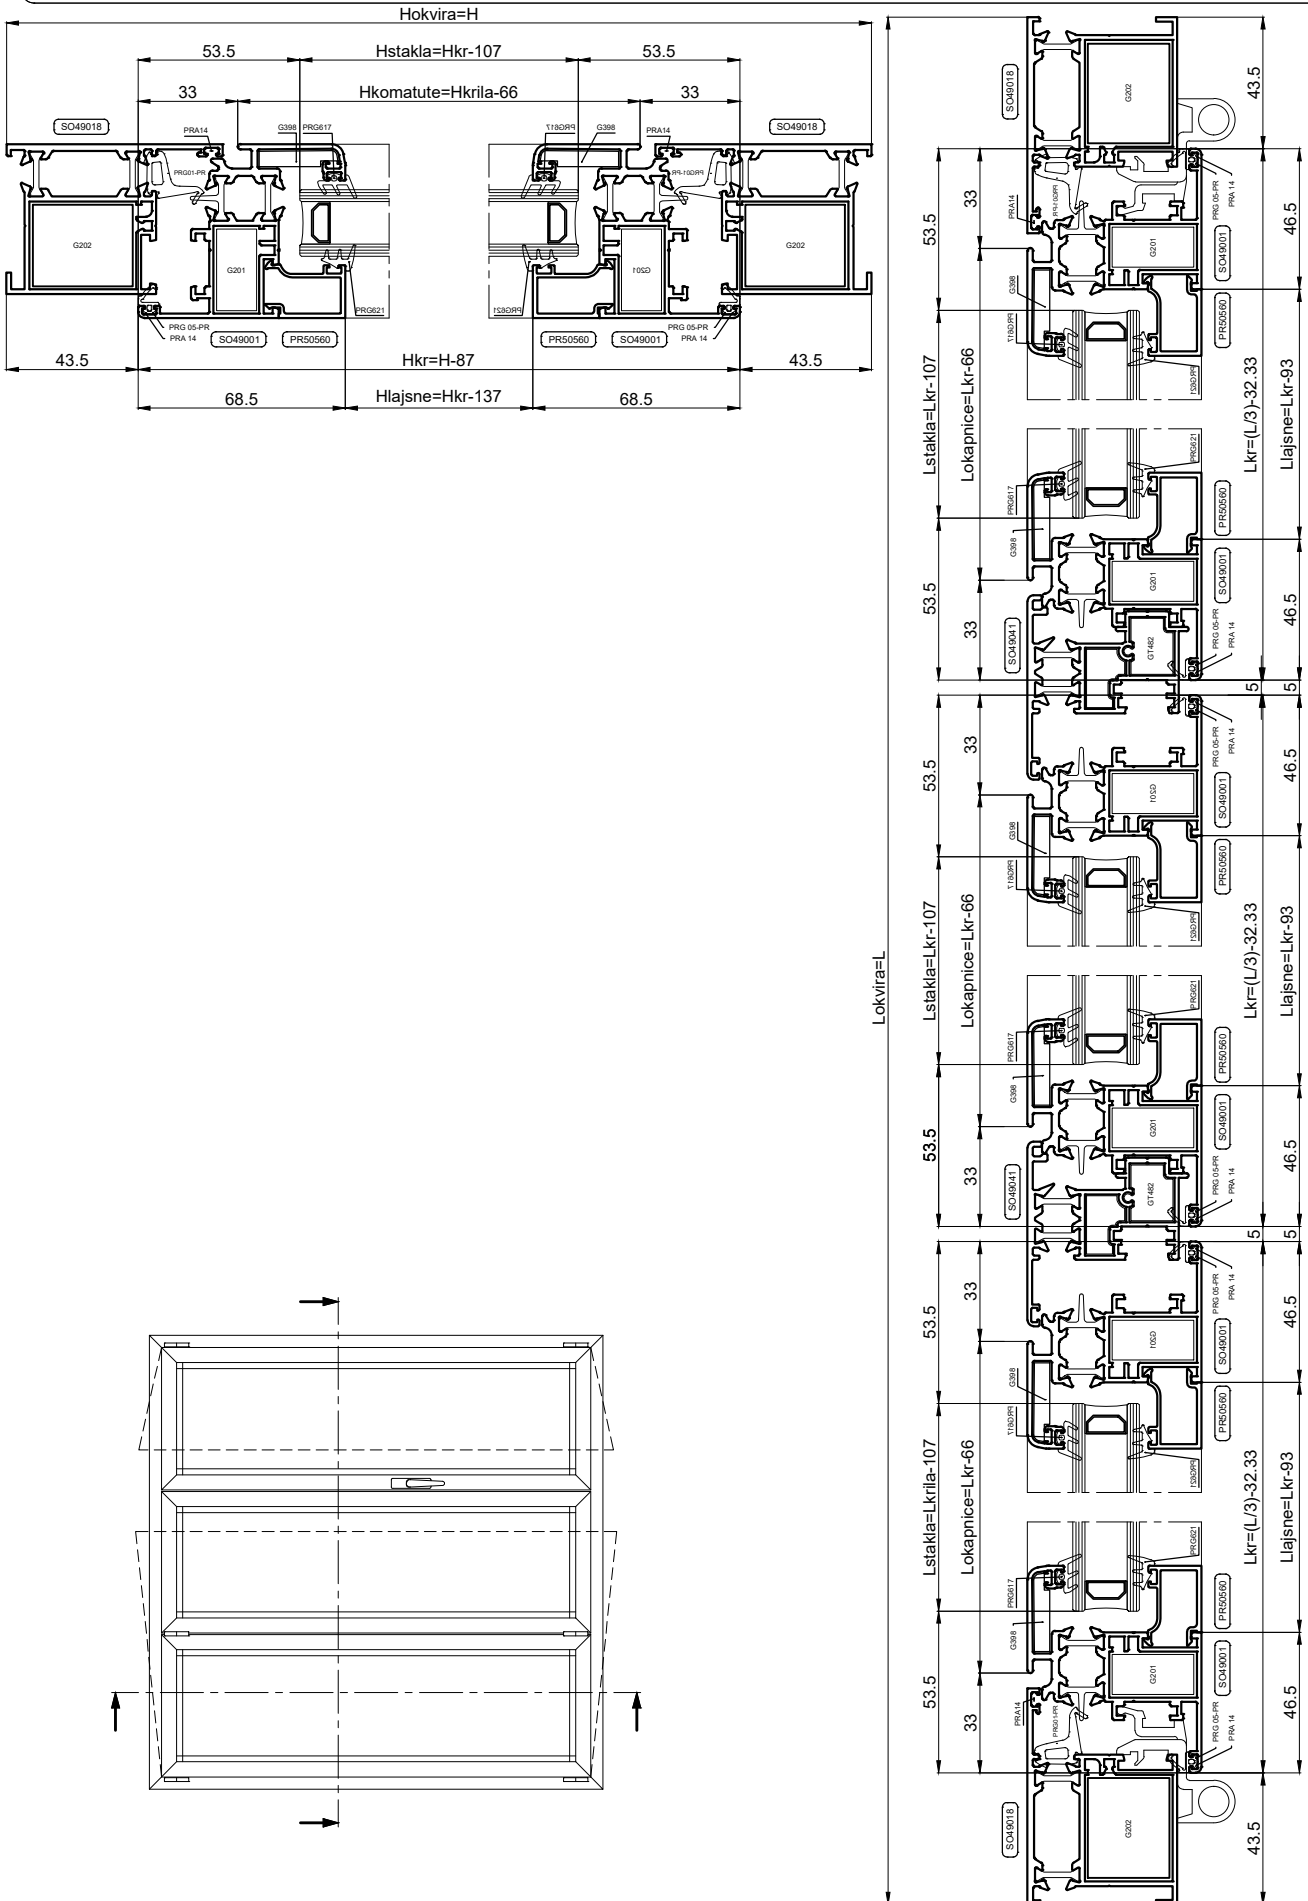 Hokvira=H
53.5
Hstakla=Hkr-107
53.5
33
Hkomatute=Hkrila-66
33
SO49018
PRA14
G398
PRG617
PRG617
G398
PRA14
SO49018
PRG01-PR
PRG01-PR
G202
G201
G201
G202
PRG621
PRG621
PRG 05-PR
PRA 14
SO49001
PR50560
PR50560
SO49001
PRG 05-PR
PRA 14
43.5
Hkr=H-87
43.5
68.5
Hlajsne=Hkr-137
68.5
Lokvira=L
SO49018
G202
43.5
53.5
33
PRA14
PRG01-PR
PRG 05-PR
PRA 14
46.5
G201
SO49001
G398
PR50560
PRG617
PRG621
Lstakla=Lkr-107
Lokapnice=Lkr-66
Lkr=(L/3)-32.33
Llajsne=Lkr-93
PRG617
PRG621
G398
PR50560
53.5
33
G201
SO49001
46.5
SO49041
GT482
PRG 05-PR
PRA 14
5
5
53.5
33
PRG 05-PR
PRA 14
46.5
G201
SO49001
G398
PR50560
PRG617
PRG621
Lstakla=Lkr-107
Lokapnice=Lkr-66
Lkr=(L/3)-32.33
Llajsne=Lkr-93
PRG617
PRG621
G398
PR50560
53.5
33
G201
SO49001
46.5
SO49041
GT482
PRG 05-PR
PRA 14
5
5
53.5
33
PRG 05-PR
PRA 14
46.5
G201
SO49001
G398
PR50560
PRG617
PRG621
Lstakla=Lkrila-107
Lokapnice=Lkr-66
Lkr=(L/3)-32.33
Llajsne=Lkr-93
PRG617
PRG621
G398
PR50560
53.5
33
G201
SO49001
46.5
PRA14
PRG01-PR
PRG 05-PR
PRA 14
SO49018
G202
43.5